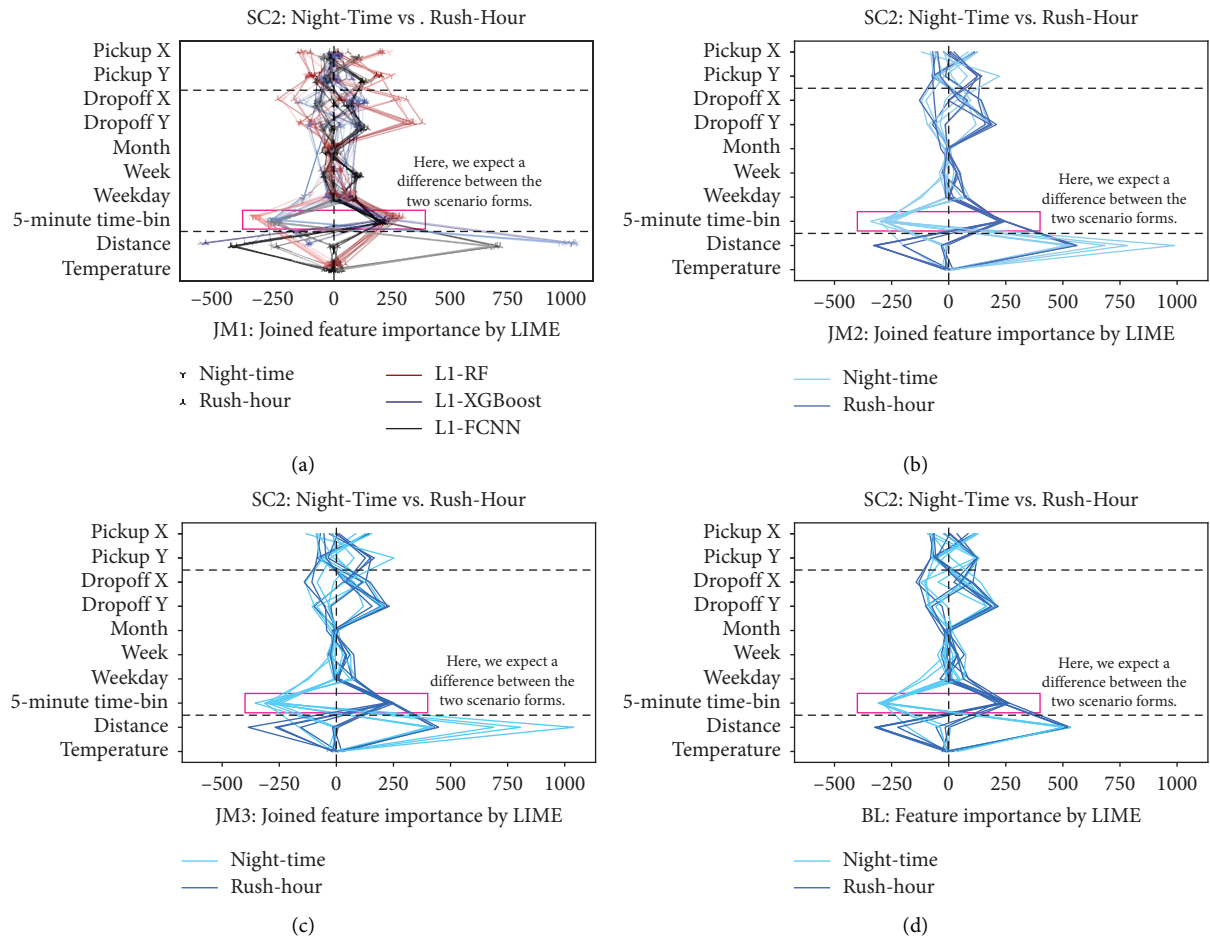 SC2: Night-Time vs . Rush-Hour
Pickup X
Pickup Y
Dropoff X
Dropoff Y
Month
Week
Weekday
5-minute time-bin
Distance
Temperature
Here, we expect a
difference between the
two scenario forms.
−500 −250 0 250 500 750 1000
JM1: Joined feature importance by LIME
Night-time
Rush-hour
L1-RF
L1-XGBoost
L1-FCNN
(a)
SC2: Night-Time vs. Rush-Hour
Pickup X
Pickup Y
Dropoff X
Dropoff Y
Month
Week
Weekday
5-minute time-bin
Distance
Temperature
Here, we expect a
difference between the
two scenario forms.
−500 −250 0 250 500 750 1000
JM2: Joined feature importance by LIME
Night-time
Rush-hour
(b)
SC2: Night-Time vs. Rush-Hour
Pickup X
Pickup Y
Dropoff X
Dropoff Y
Month
Week
Weekday
5-minute time-bin
Distance
Temperature
Here, we expect a
difference between the
two scenario forms.
−500 −250 0 250 500 750 1000
JM3: Joined feature importance by LIME
Night-time
Rush-hour
(c)
SC2: Night-Time vs. Rush-Hour
Pickup X
Pickup Y
Dropoff X
Dropoff Y
Month
Week
Weekday
5-minute time-bin
Distance
Temperature
Here, we expect a
difference between the
two scenario forms.
−500 −250 0 250 500 750 1000
BL: Feature importance by LIME
Night-time
Rush-hour
(d)